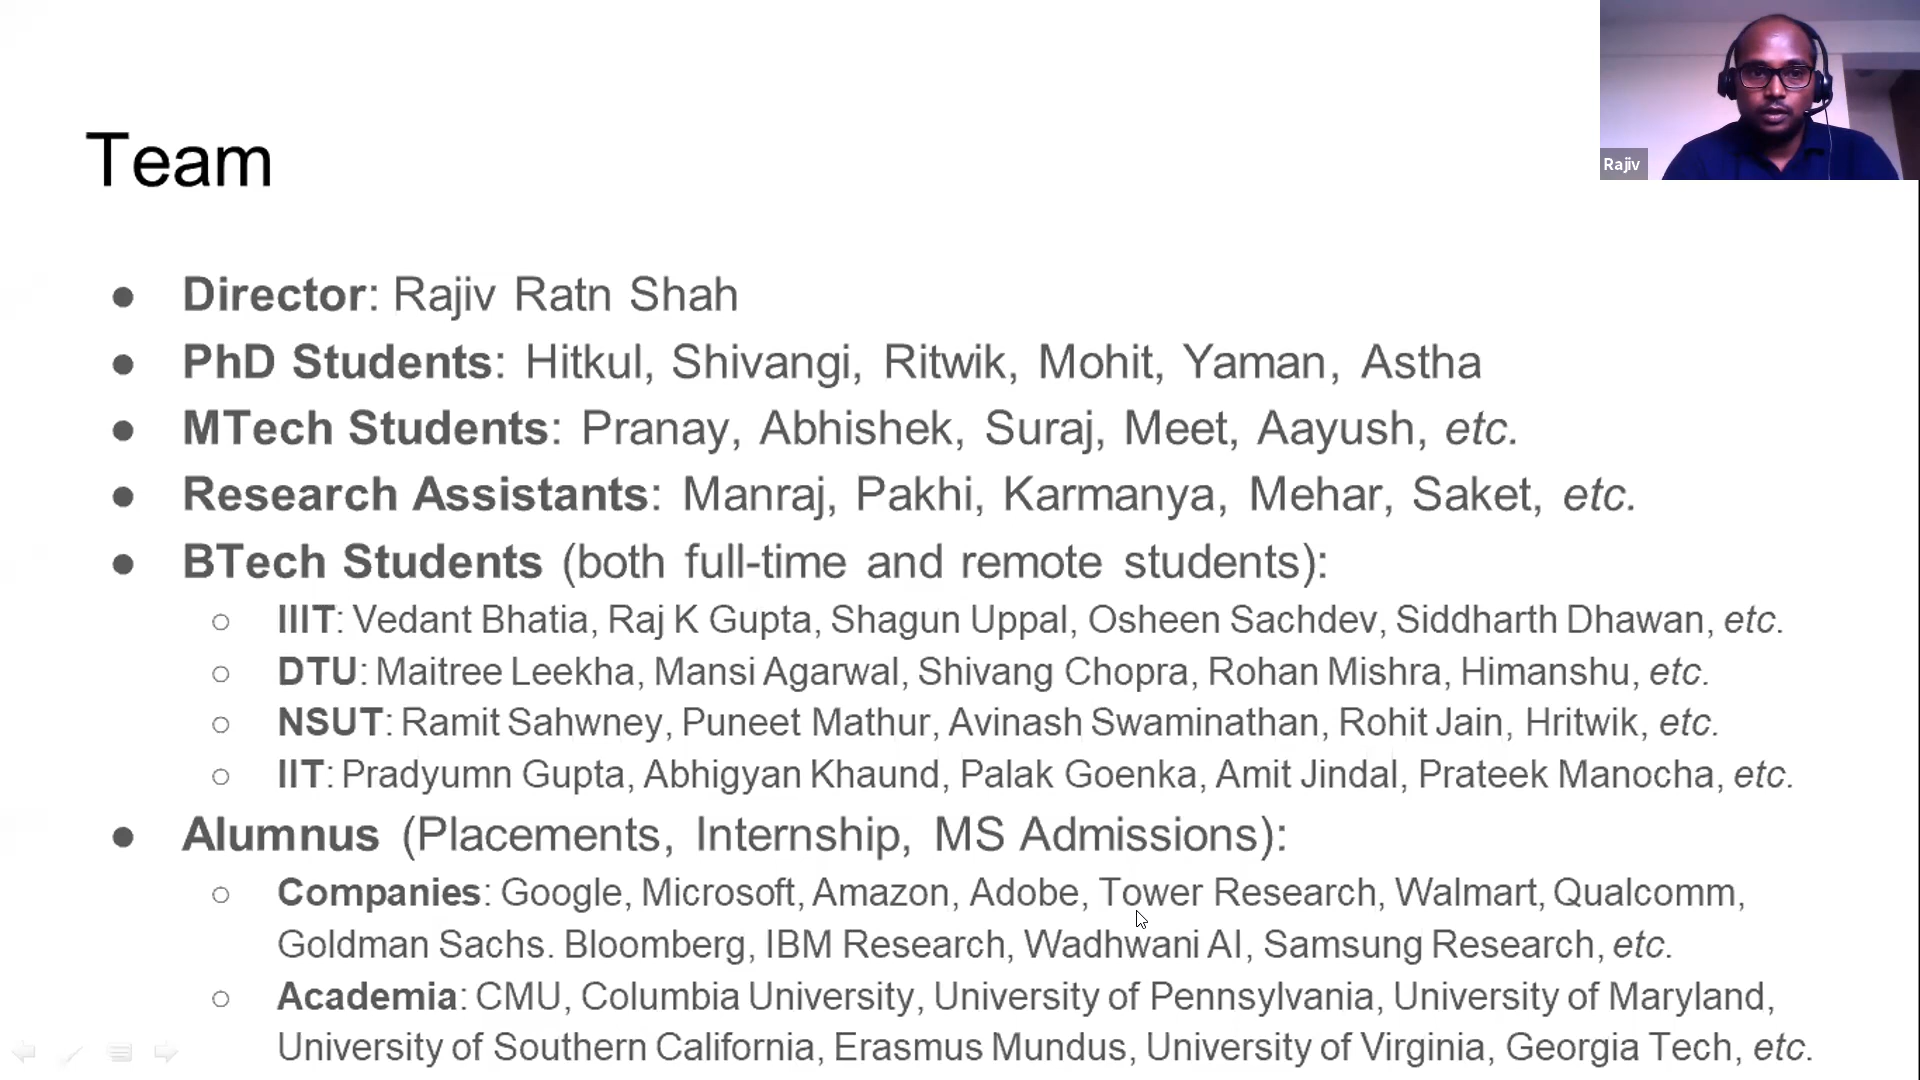 Rajiv
Team
● Director: Rajiv Ratn Shah
● PhD Students: Hitkul, Shivangi, Ritwik, Mohit, Yaman, Astha
● MTech Students: Pranay, Abhishek, Suraj, Meet, Aayush, etc.
● Research Assistants: Manraj, Pakhi, Karmanya, Mehar, Saket, etc.
● BTech Students (both full-time and remote students):
○ IIIT: Vedant Bhatia, Raj K Gupta, Shagun Uppal, Osheen Sachdev, Siddharth Dhawan, etc.
○ DTU: Maitree Leekha, Mansi Agarwal, Shivang Chopra, Rohan Mishra, Himanshu, etc.
○ NSUT: Ramit Sahwney, Puneet Mathur, Avinash Swaminathan, Rohit Jain, Hritwik, etc.
○ IIT: Pradyumn Gupta, Abhigyan Khaund, Palak Goenka, Amit Jindal, Prateek Manocha, etc.
● Alumnus (Placements, Internship, MS Admissions):
○ Companies: Google, Microsoft, Amazon, Adobe, Tower Research, Walmart, Qualcomm,
Goldman Sachs. Bloomberg, IBM Research, Wadhwani AI, Samsung Research, etc.
○ Academia: CMU, Columbia University, University of Pennsylvania, University of Maryland,
University of Southern California, Erasmus Mundus, University of Virginia, Georgia Tech, etc.